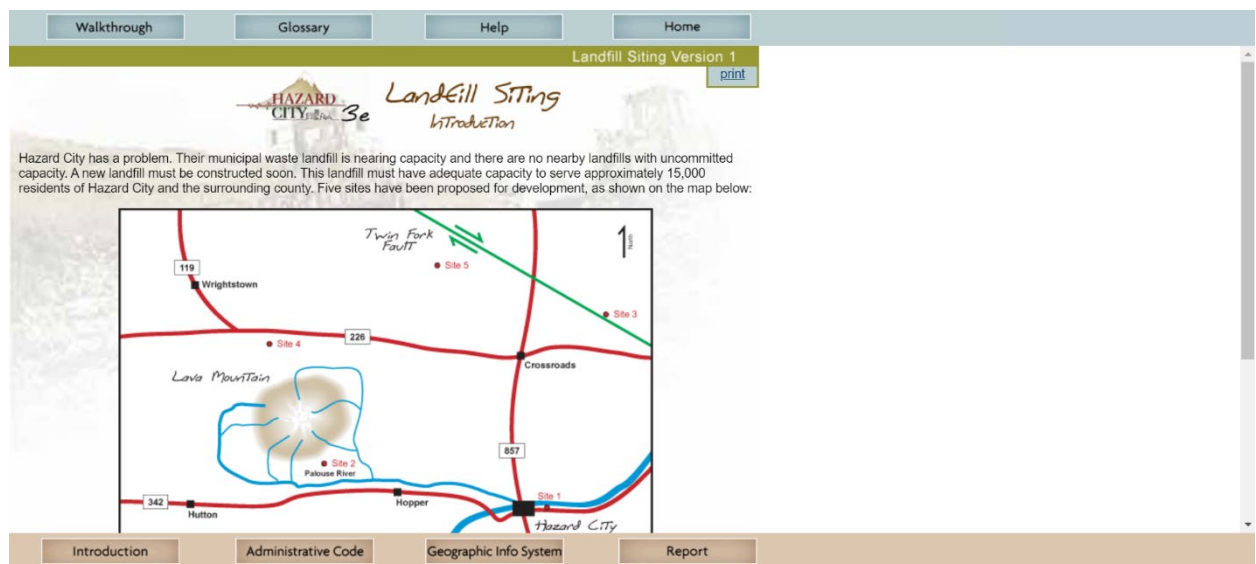 Walkthrough
Glossary
Help
Home
Landfill Siting Version 1
print
HAZARD
CITY
3e
Landfill Siting
Introduction
Hazard City has a problem. Their municipal waste landfill is nearing capacity and there are no nearby landfills with uncommitted
capacity. A new landfill must be constructed soon. This landfill must have adequate capacity to serve approximately 15,000
residents of Hazard City and the surrounding county. Five sites have been proposed for development, as shown on the map below:
Twin Fork
Fault
North
Site 5
119
Wrightstown
Site 3
226
Site 4
Crossroads
Lava Mountain
857
Site 2
Palouse River
342
Hutton
Hopper
Site 1
Hazard City
Introduction
Administrative Code
Geographic Info System
Report